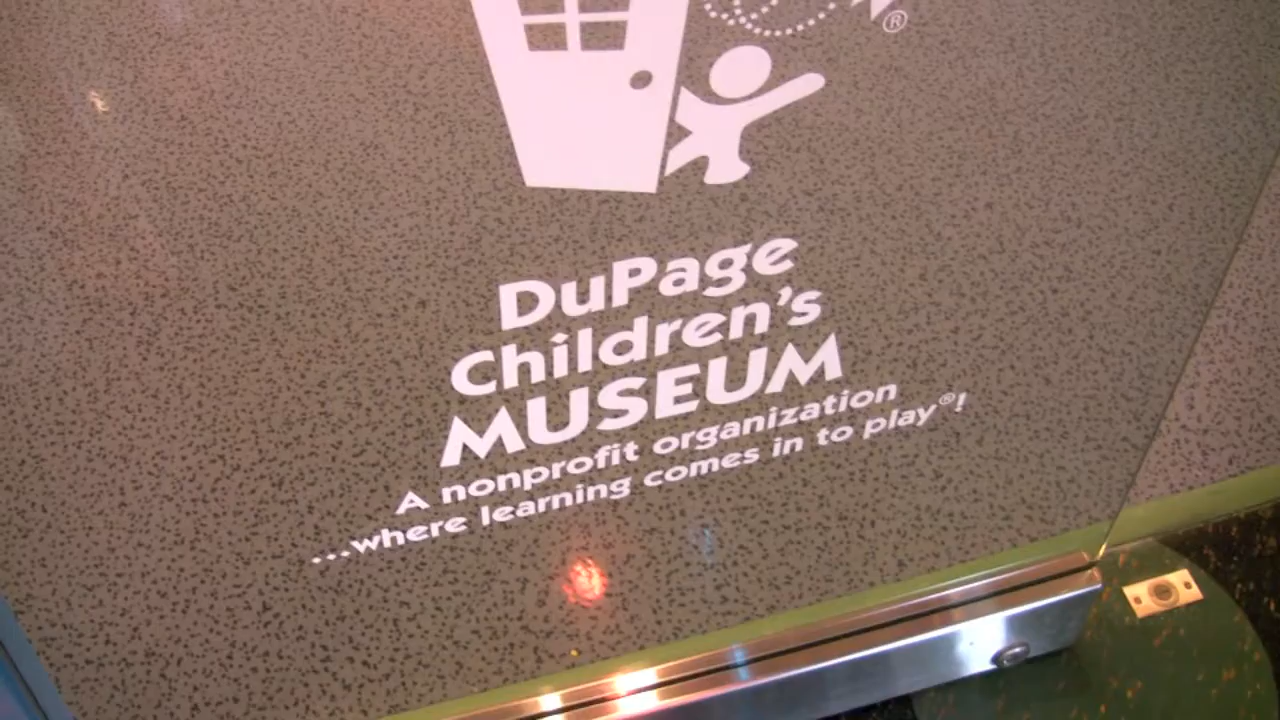 ®
DuPage
Children's
MUSEUM
A nonprofit organization
...where learning comes in to play®!